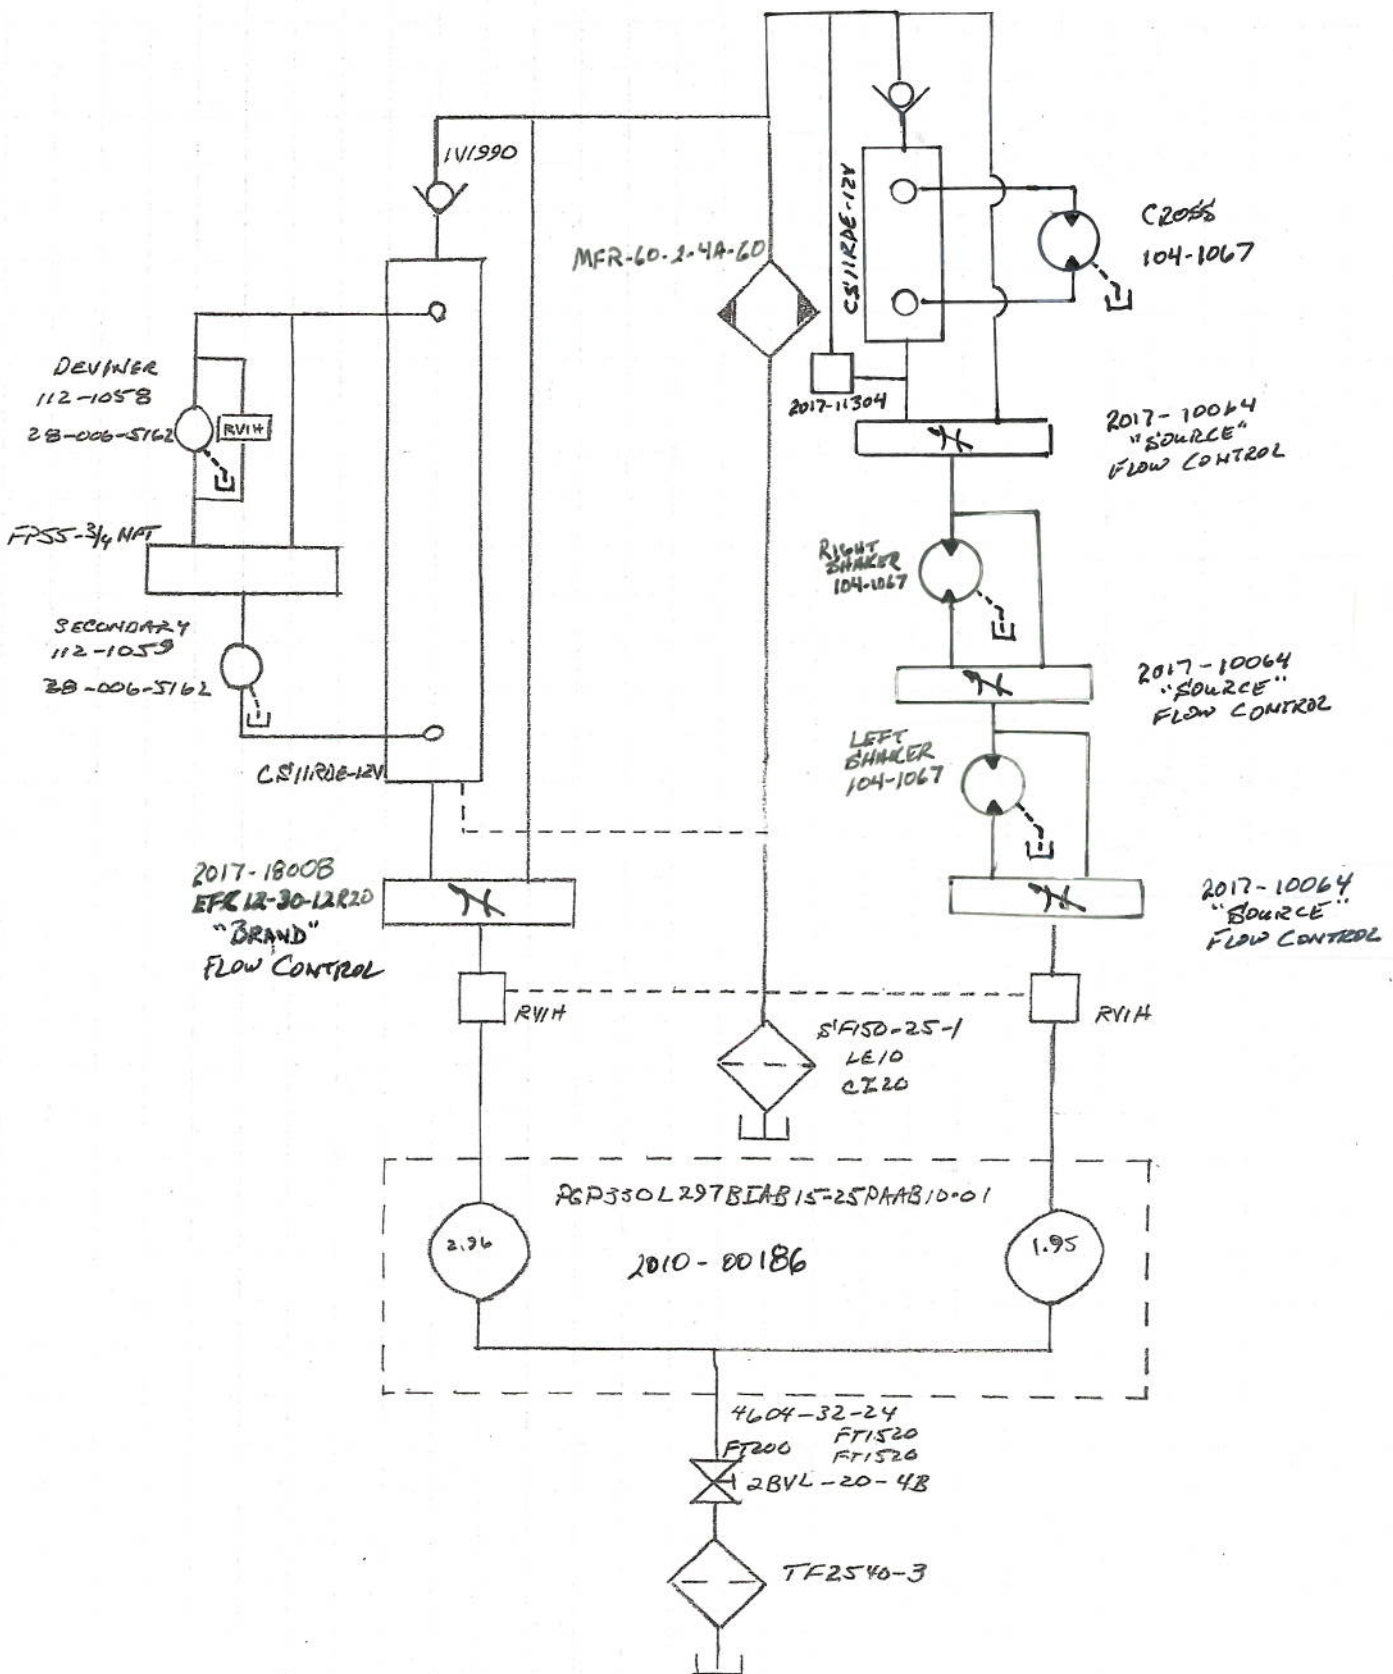 1V1990
MFR-60-2-4A-60
CS11RDE-12V
CROSS
104-1067
DEVINER
112-1058
28-006-5162
RV1H
2017-11304
2017-10064
"SOURCE"
FLOW CONTROL
FP55-3/4 NPT
RIGHT
SHAKER
104-1067
SECONDARY
112-1059
28-006-5162
2017-10064
"SOURCE"
FLOW CONTROL
LEFT
SHAKER
104-1067
CS11RDE-12V
2017-18008
EFR12-30-12R20
"BRAND"
FLOW CONTROL
2017-10064
"SOURCE"
FLOW CONTROL
RV1H
RV1H
SF150-25-1
LE10
CI20
PGP330L297BIAB15-25PAAB10-01
2.96
2010-00186
1.95
4604-32-24
FT1520
FT200
FT1520
2BVL-20-4B
TF2540-3